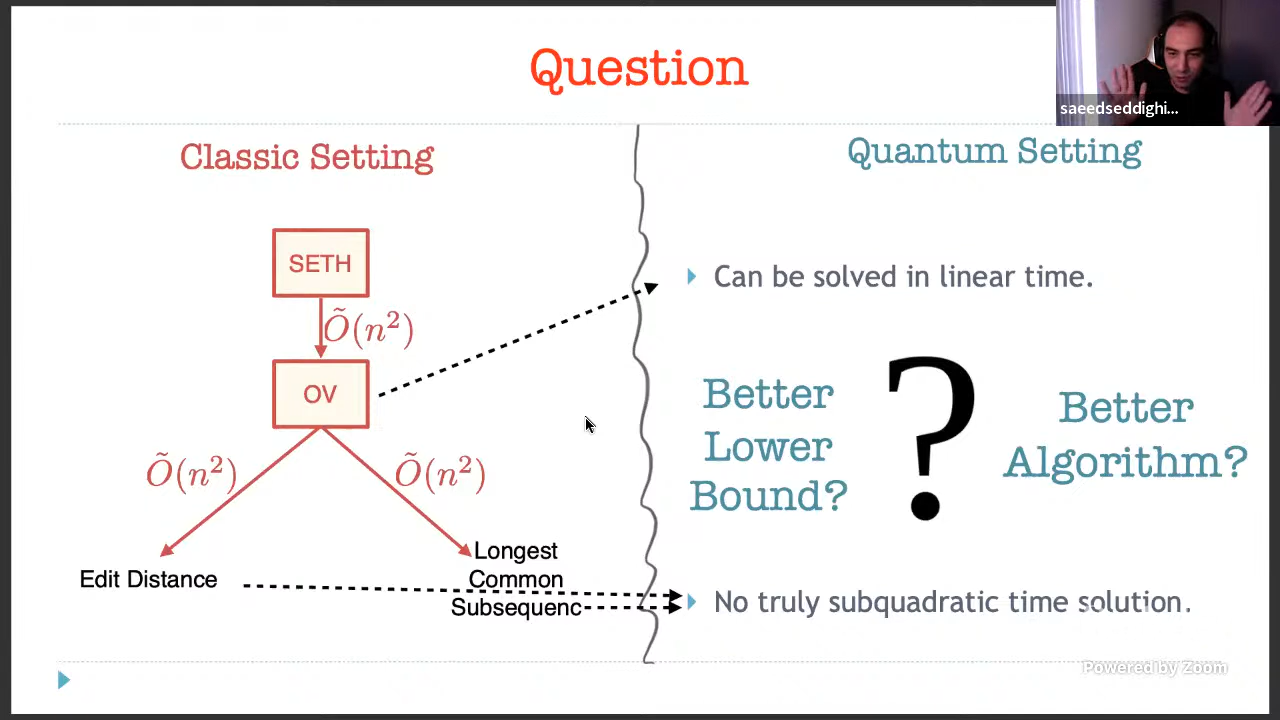 Question
saeedseddighi...
Classic Setting
Quantum Setting
SETH
Õ(n²)
OV
Õ(n²)
Õ(n²)
Edit Distance
Longest
Common
Subsequenc
Can be solved in linear time.
Better
Lower
Bound?
?
Better
Algorithm?
No truly subquadratic time solution.
Powered by Zoom